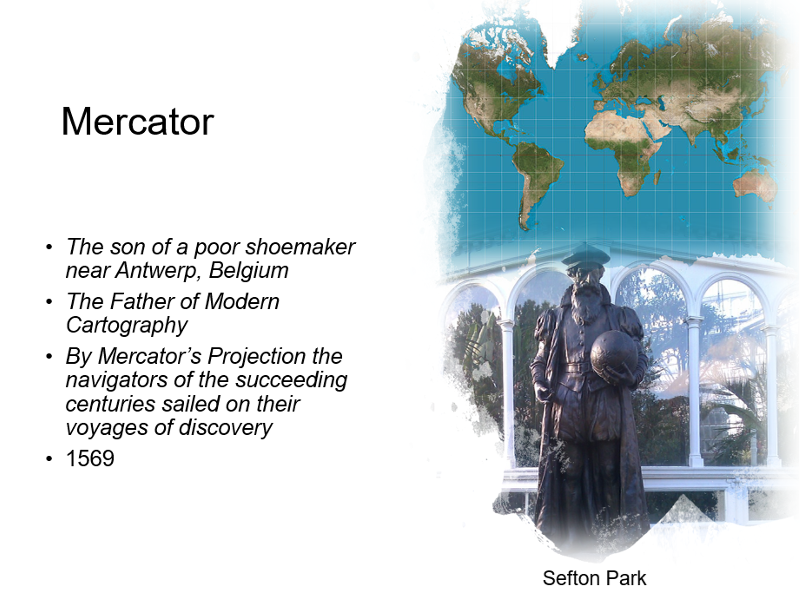 Mercator
• The son of a poor shoemaker
near Antwerp, Belgium
• The Father of Modern
Cartography
• By Mercator’s Projection the
navigators of the succeeding
centuries sailed on their
voyages of discovery
• 1569
Sefton Park